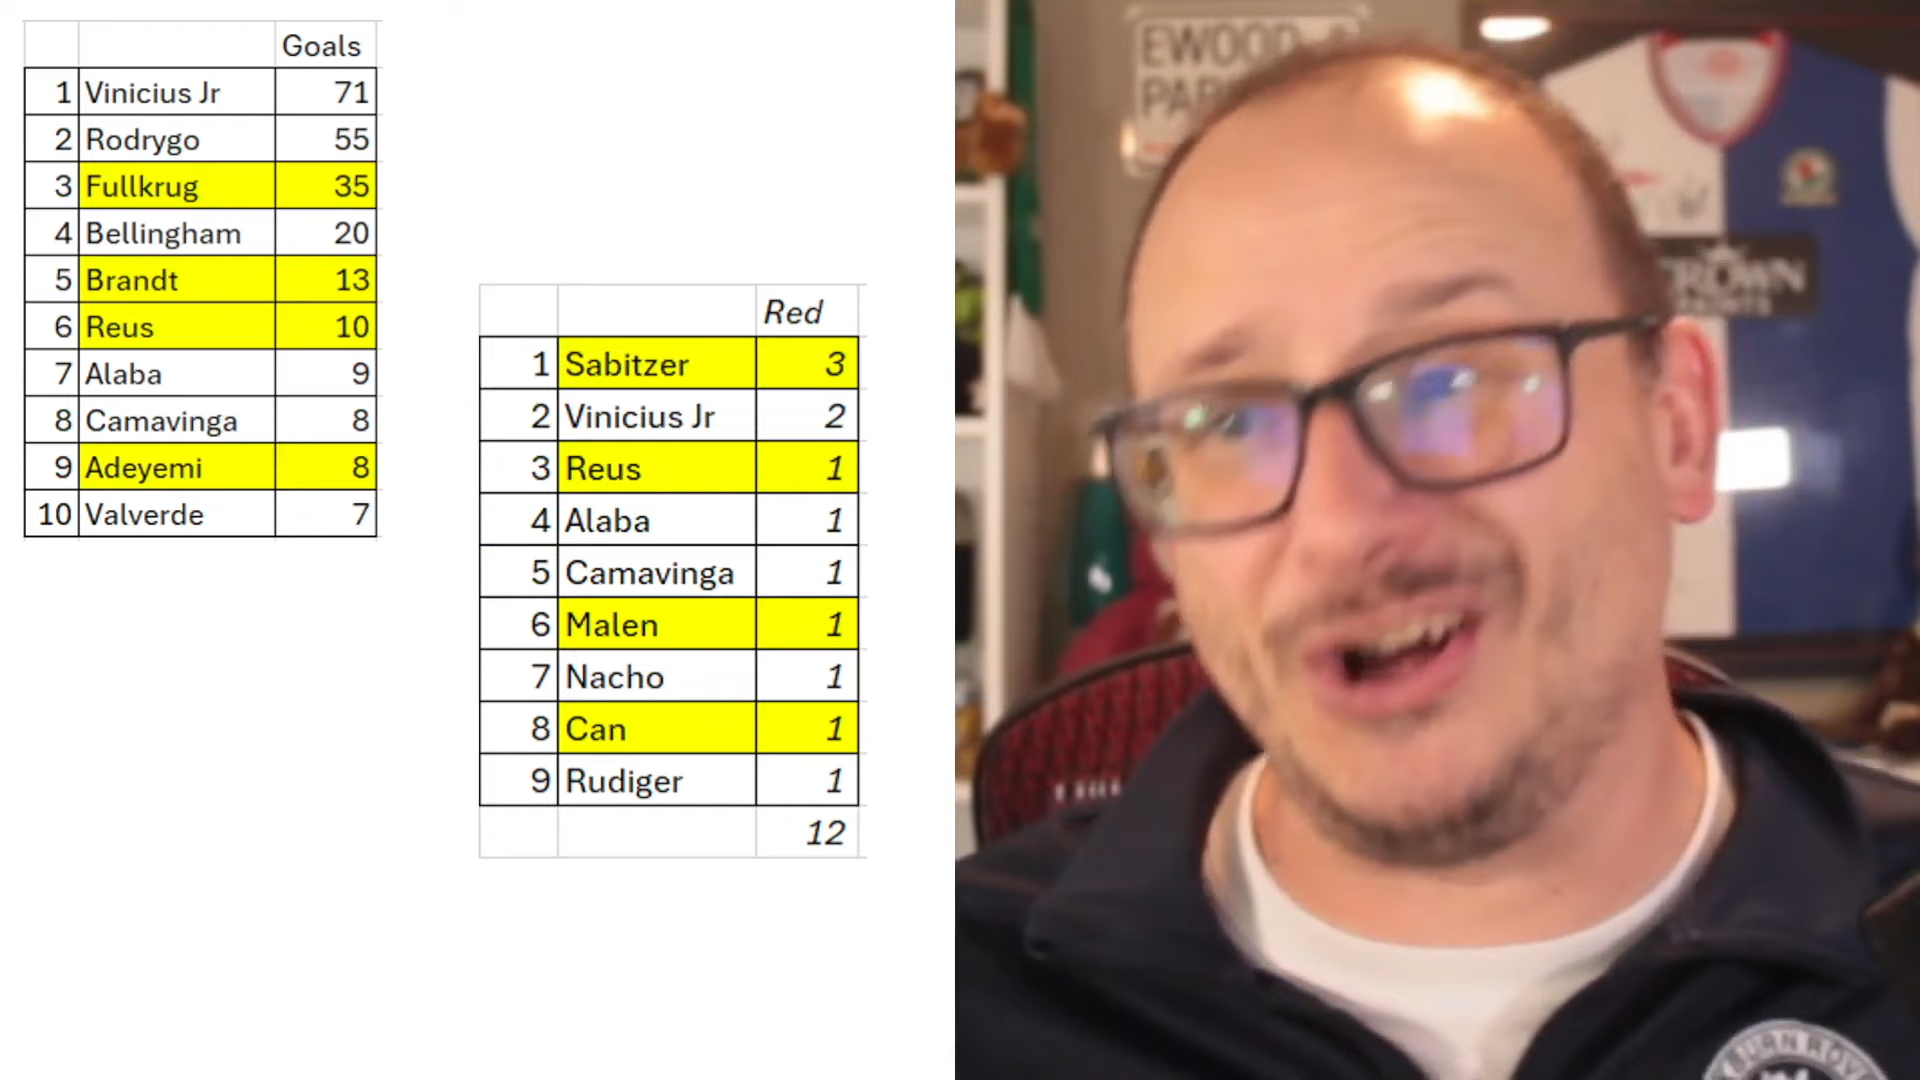 Goals
1 Vinicius Jr 71
2 Rodrygo 55
3 Fullkrug 35
4 Bellingham 20
5 Brandt 13
6 Reus 10
7 Alaba 9
8 Camavinga 8
9 Adeyemi 8
10 Valverde 7
Red
1 Sabitzer 3
2 Vinicius Jr 2
3 Reus 1
4 Alaba 1
5 Camavinga 1
6 Malen 1
7 Nacho 1
8 Can 1
9 Rudiger 1
12
EWOOD
CROWN